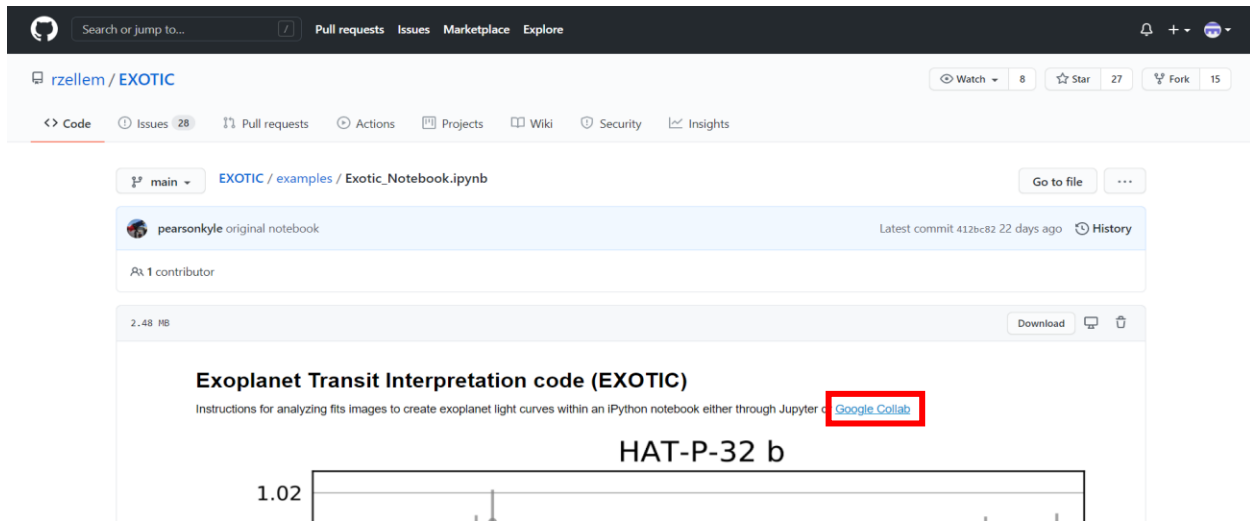 Search or jump to... / Pull requests Issues Marketplace Explore
rzellem / EXOTIC Watch 8 Star 27 Fork 15
Code Issues 28 Pull requests Actions Projects Wiki Security Insights
main EXOTIC / examples / Exotic_Notebook.ipynb Go to file ...
pearsonkyle original notebook Latest commit 412bc82 22 days ago History
1 contributor
2.48 MB Download
Exoplanet Transit Interpretation code (EXOTIC)
Instructions for analyzing fits images to create exoplanet light curves within an iPython notebook either through Jupyter Google Collab
HAT-P-32 b
1.02